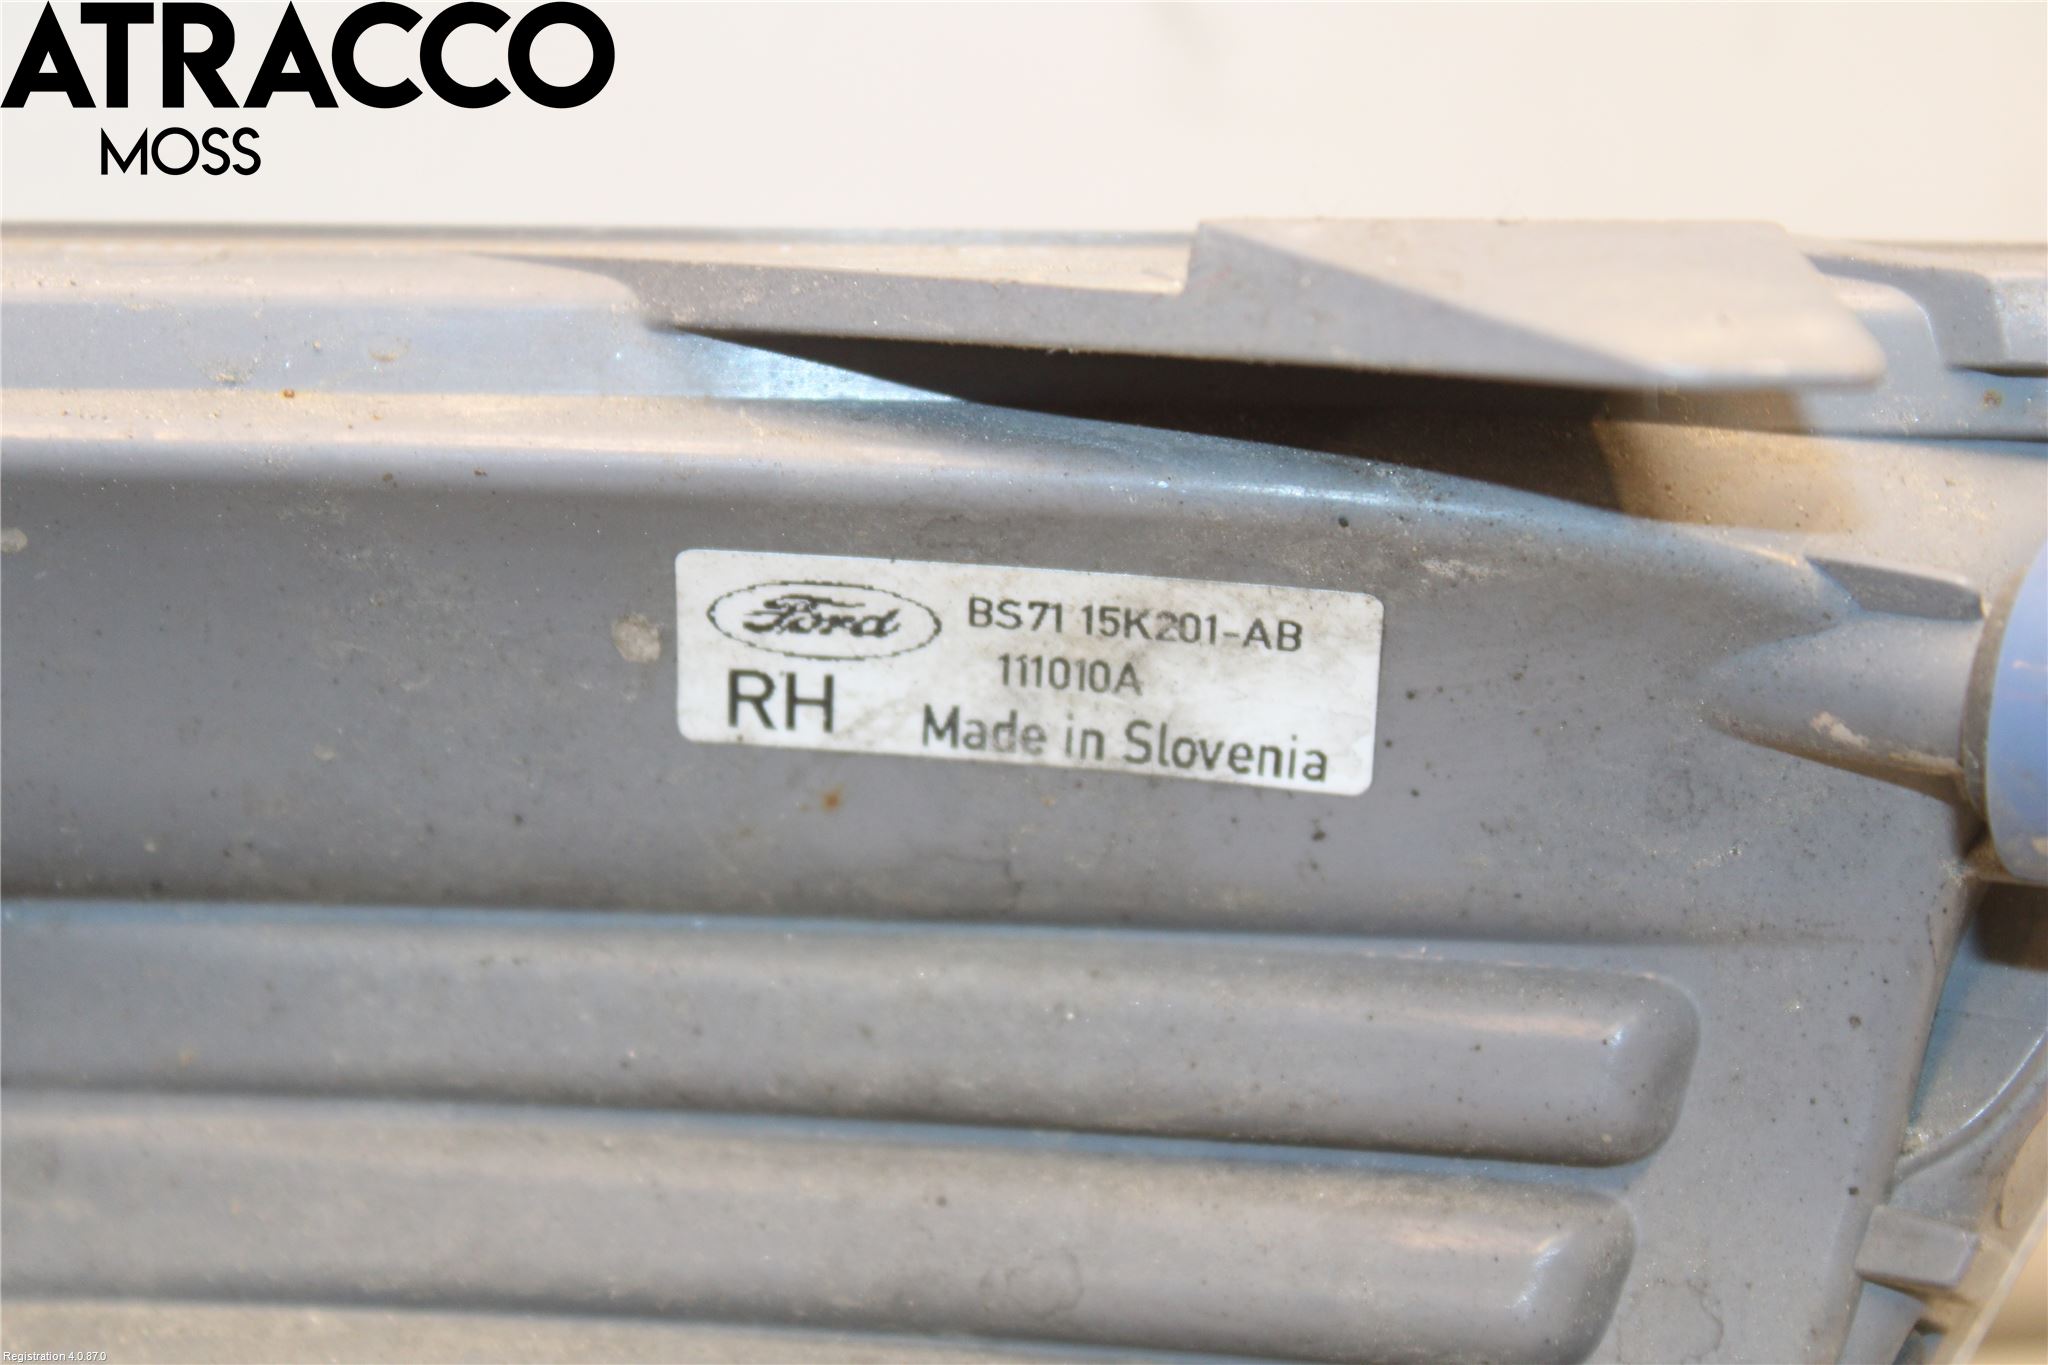 ATRACCO
MOSS
Ford
BS71 15K201-AB
111010A
RH
Made in Slovenia
Registration 4.0.87.0